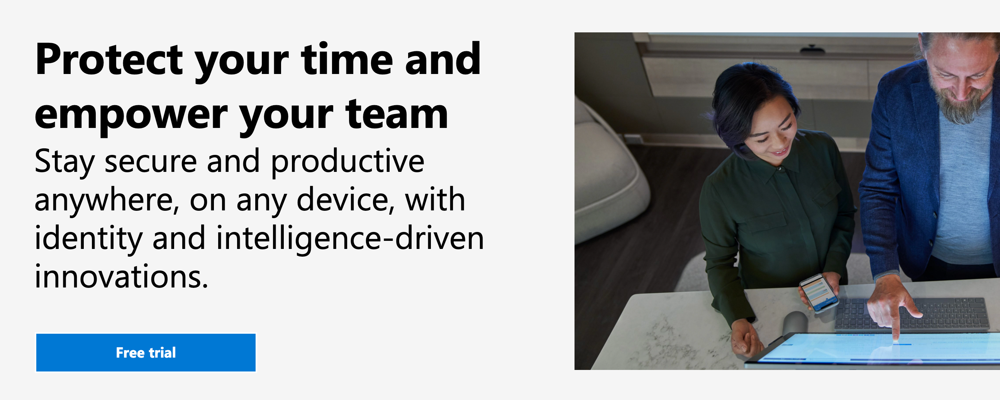 Protect your time and
empower your team
Stay secure and productive
anywhere, on any device, with
identity and intelligence-driven
innovations.
Free trial